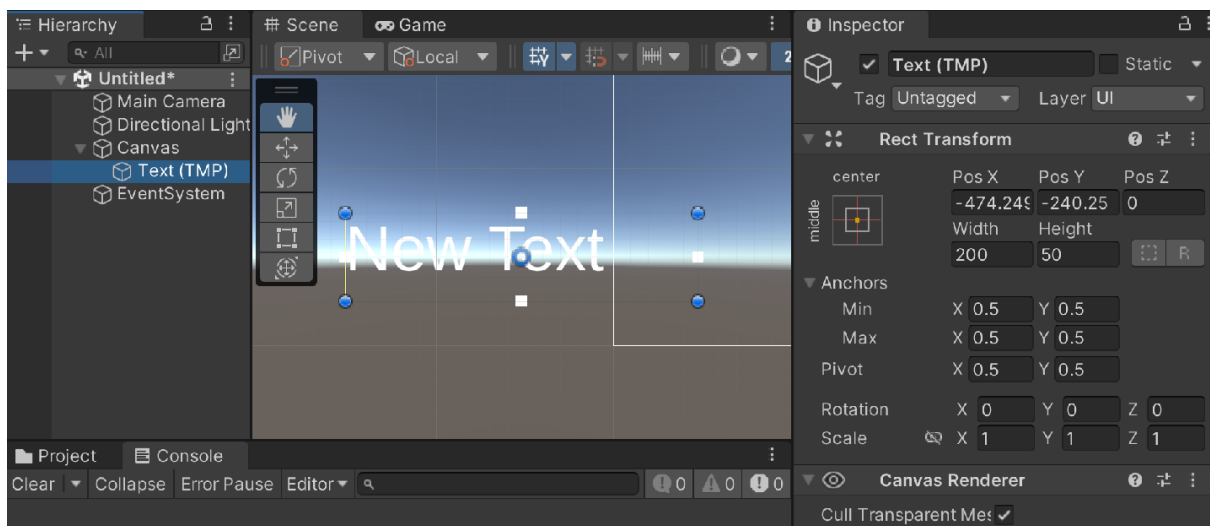 Hierarchy
All
Untitled*
Main Camera
Directional Light
Canvas
Text (TMP)
EventSystem
Scene
Game
Pivot
Local
2
New Text
Project
Console
Clear
Collapse
Error Pause
Editor
0
0
0
Inspector
Text (TMP)
Static
Tag Untagged
Layer UI
Rect Transform
center
middle
Pos X Pos Y Pos Z
-474.249 -240.25 0
Width Height
200 50
R
Anchors
Min X 0.5 Y 0.5
Max X 0.5 Y 0.5
Pivot X 0.5 Y 0.5
Rotation X 0 Y 0 Z 0
Scale X 1 Y 1 Z 1
Canvas Renderer
Cull Transparent Mes